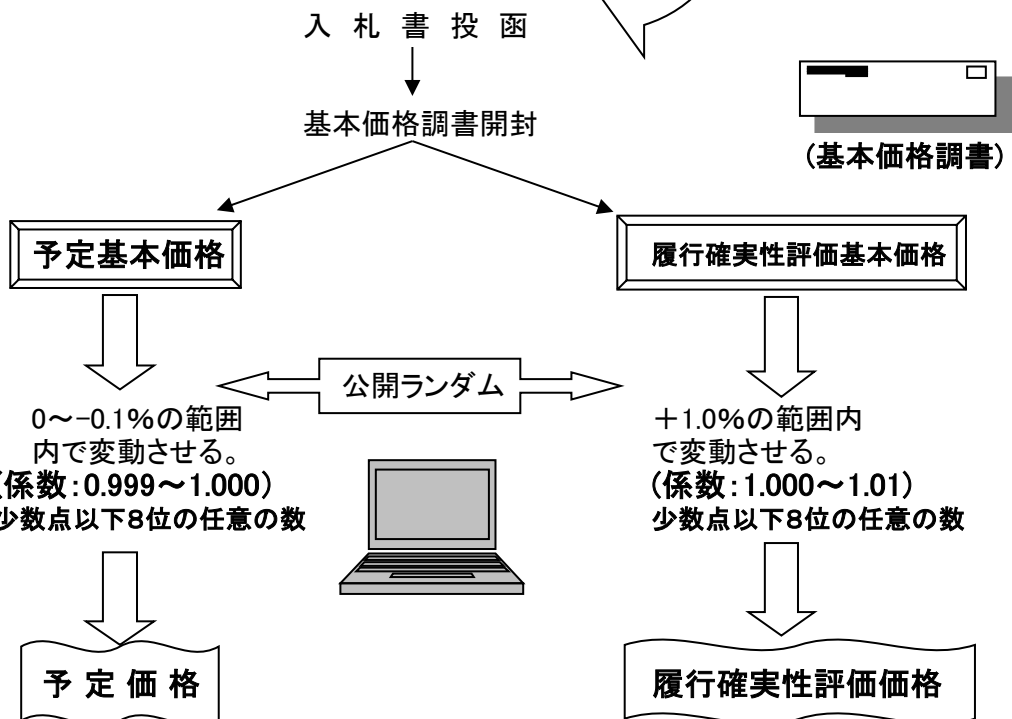 入 札 書 投 函
基本価格調書開封
(基本価格調書)
予定基本価格
履行確実性評価基本価格
公開ランダム
0～-0.1%の範囲
内で変動させる。
(係数:0.999～1.000)
少数点以下8位の任意の数
＋1.0%の範囲内
で変動させる。
(係数:1.000～1.01)
少数点以下8位の任意の数
予 定 価 格
履行確実性評価価格